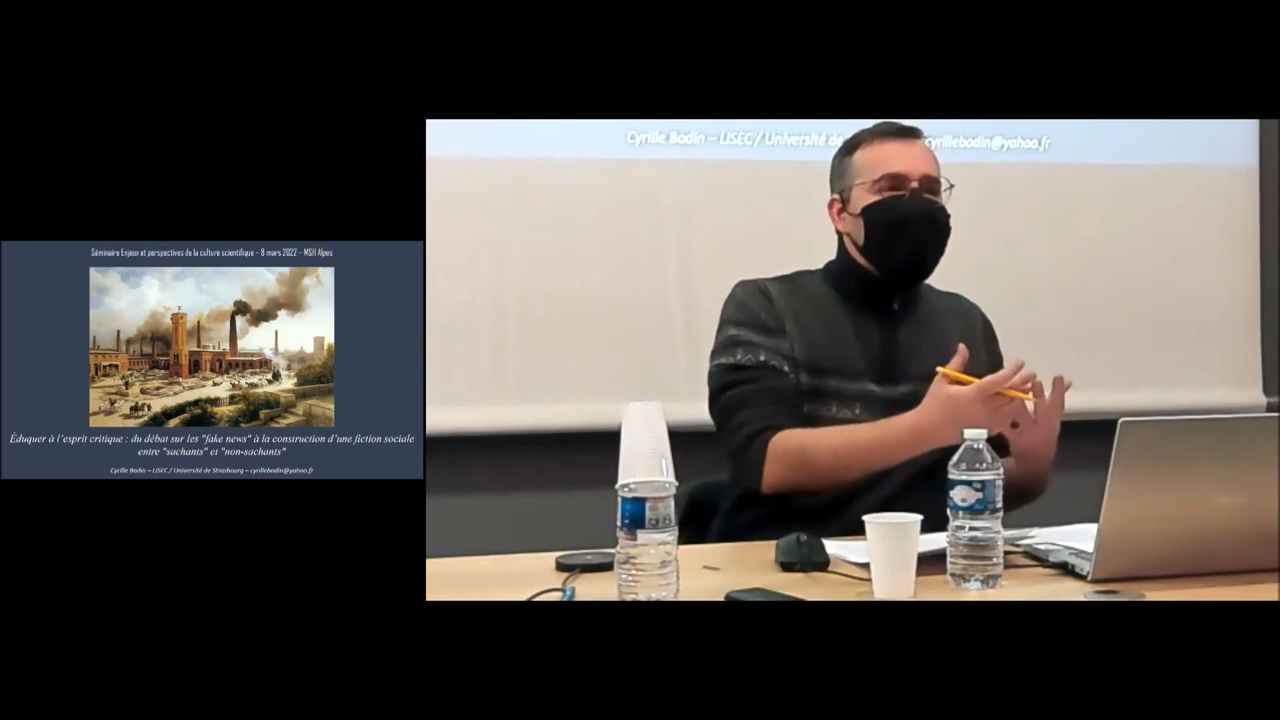 Séminaire Enjeux et perspectives de la culture scientifique - 8 mars 2022 - MSH Alpes
Éduquer à l'esprit critique : du débat sur les "fake news" à la construction d'une fiction sociale
entre "sachants" et "non-sachants"
Cyrille Bodin – LISEC / Université de Strasbourg – cyrillebodin@yahoo.fr
Cyrille Bodin – LISEC / Université de cyrillebodin@yahoo.fr